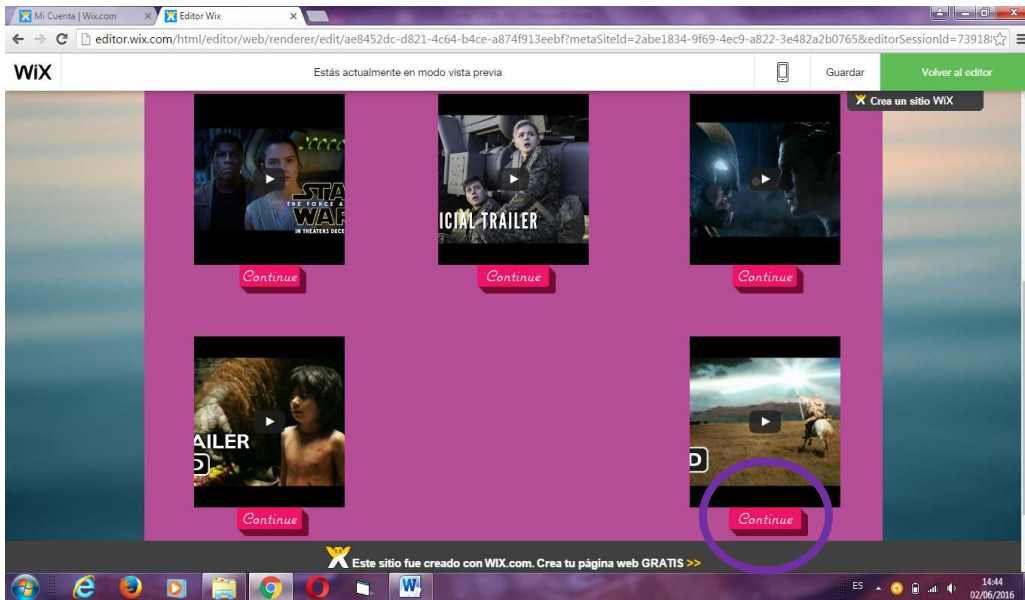 Mi Cuenta | Wix.com
Editor Wix
editor.wix.com/html/editor/web/renderer/edit/ae8452dc-d821-4c64-b4ce-a874f913eebf?metaSiteId=2abe1834-9f69-4ec9-a822-3e482a2b0765&editorSessionId=73918
WiX
Estás actualmente en modo vista previa
Guardar
Volver al editor
Crea un sitio WiX
STA
THE FORCE A
WAR
IN THEATERS DECE
ICIAL TRAILER
Continue
Continue
Continue
AILER
D
D
Continue
Continue
Este sitio fue creado con WIX.com. Crea tu página web GRATIS >>
ES
14:44
02/06/2016